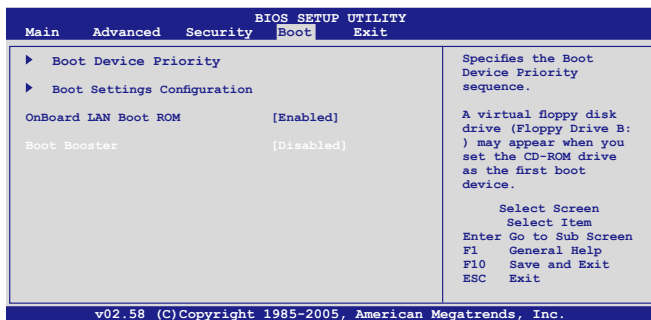 BIOS SETUP UTILITY
Main Advanced Security Boot Exit
Boot Device Priority
Boot Settings Configuration
OnBoard LAN Boot ROM [Enabled]
Boot Booster [Disabled]
Specifies the Boot
Device Priority
sequence.
A virtual floppy disk
drive (Floppy Drive B:
) may appear when you
set the CD-ROM drive
as the first boot
device.
Select Screen
Select Item
Enter Go to Sub Screen
F1 General Help
F10 Save and Exit
ESC Exit
v02.58 (C)Copyright 1985-2005, American Megatrends, Inc.